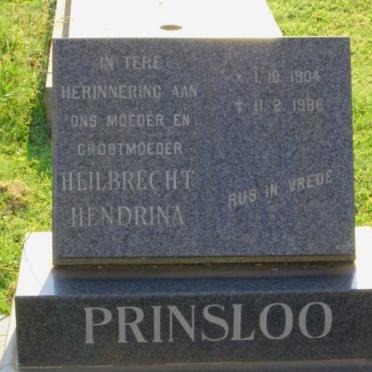 IN TERE
HERINNERING AAN
ONS MOEDER EN
GROOTMOEDER
HEILBRECHT
HENDRINA
* 1. 10. 1904
† 11. 2. 1986
RUS IN VREDE
PRINSLOO